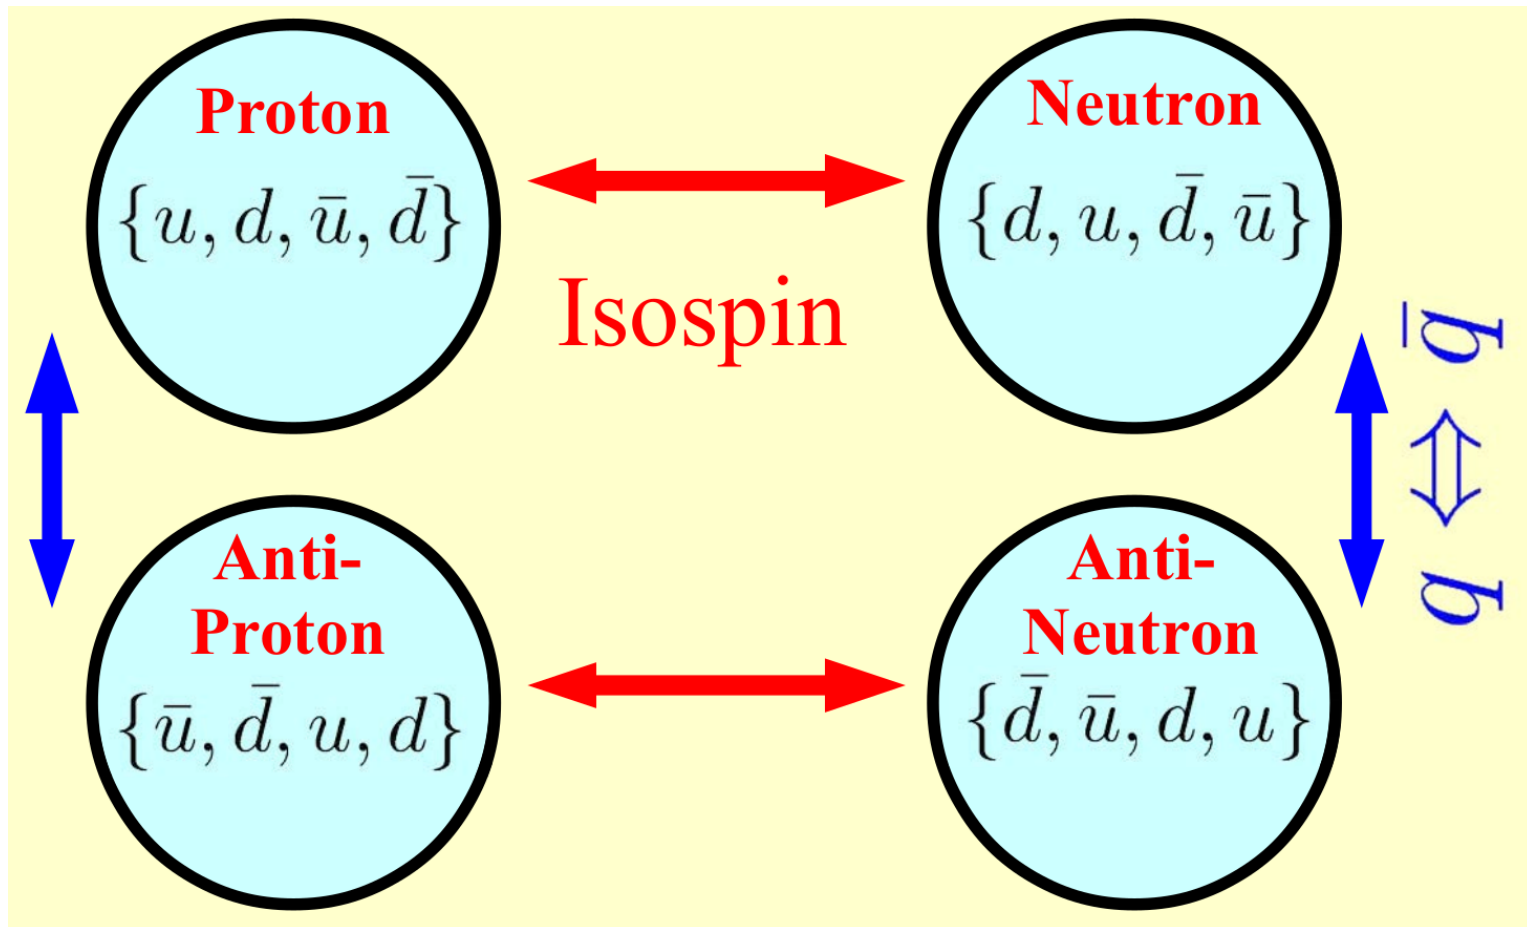 Proton
{u, d, ū, d̄}
Neutron
{d, u, d̄, ū}
Isospin
q ⇔ q̄
Anti-
Proton
{ū, d̄, u, d}
Anti-
Neutron
{d̄, ū, d, u}